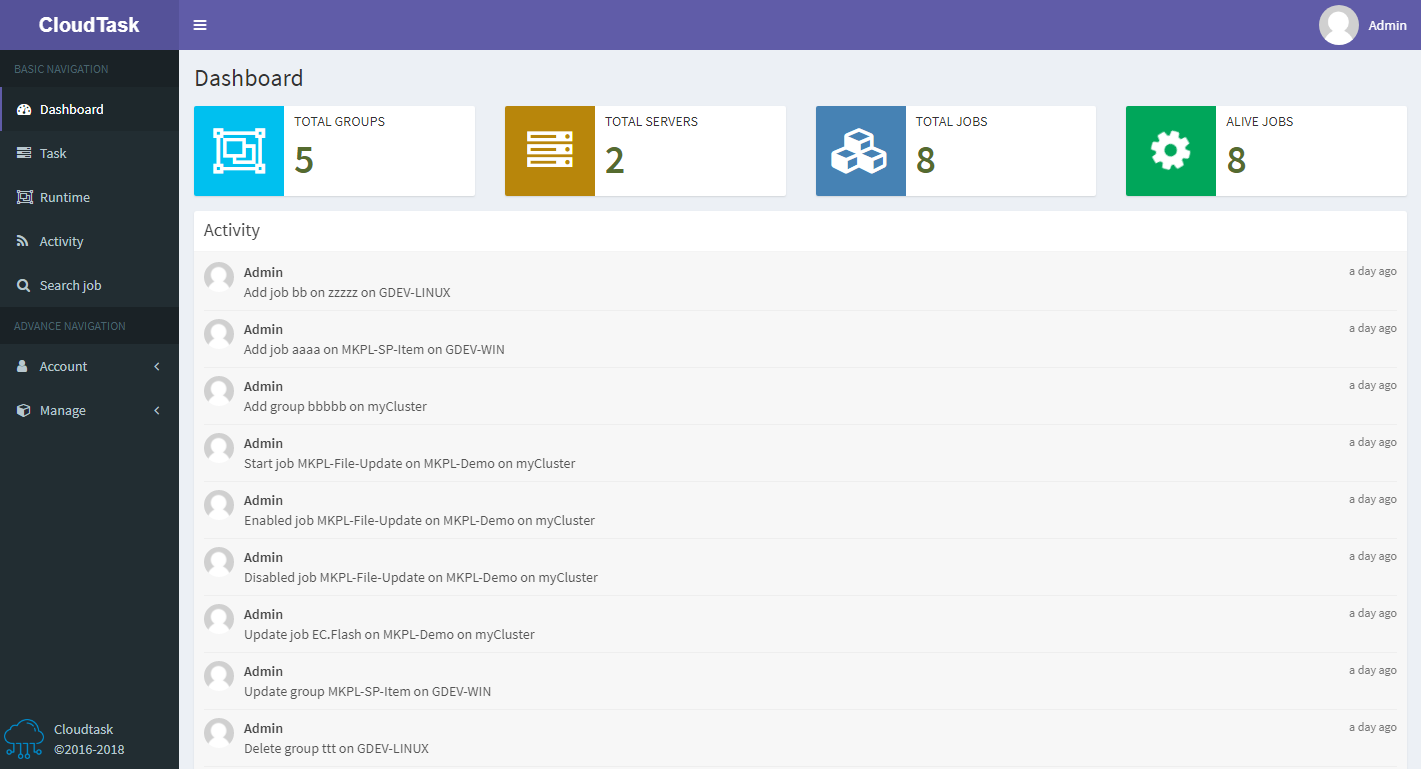 CloudTask
Admin
BASIC NAVIGATION
Dashboard
Task
Runtime
Activity
Search job
ADVANCE NAVIGATION
Account
Manage
Cloudtask
©2016-2018
Dashboard
TOTAL GROUPS
5
TOTAL SERVERS
2
TOTAL JOBS
8
ALIVE JOBS
8
Activity
Admin a day ago
Add job bb on zzzzz on GDEV-LINUX
Admin a day ago
Add job aaaa on MKPL-SP-Item on GDEV-WIN
Admin a day ago
Add group bbbbb on myCluster
Admin a day ago
Start job MKPL-File-Update on MKPL-Demo on myCluster
Admin a day ago
Enabled job MKPL-File-Update on MKPL-Demo on myCluster
Admin a day ago
Disabled job MKPL-File-Update on MKPL-Demo on myCluster
Admin a day ago
Update job EC.Flash on MKPL-Demo on myCluster
Admin a day ago
Update group MKPL-SP-Item on GDEV-WIN
Admin a day ago
Delete group ttt on GDEV-LINUX